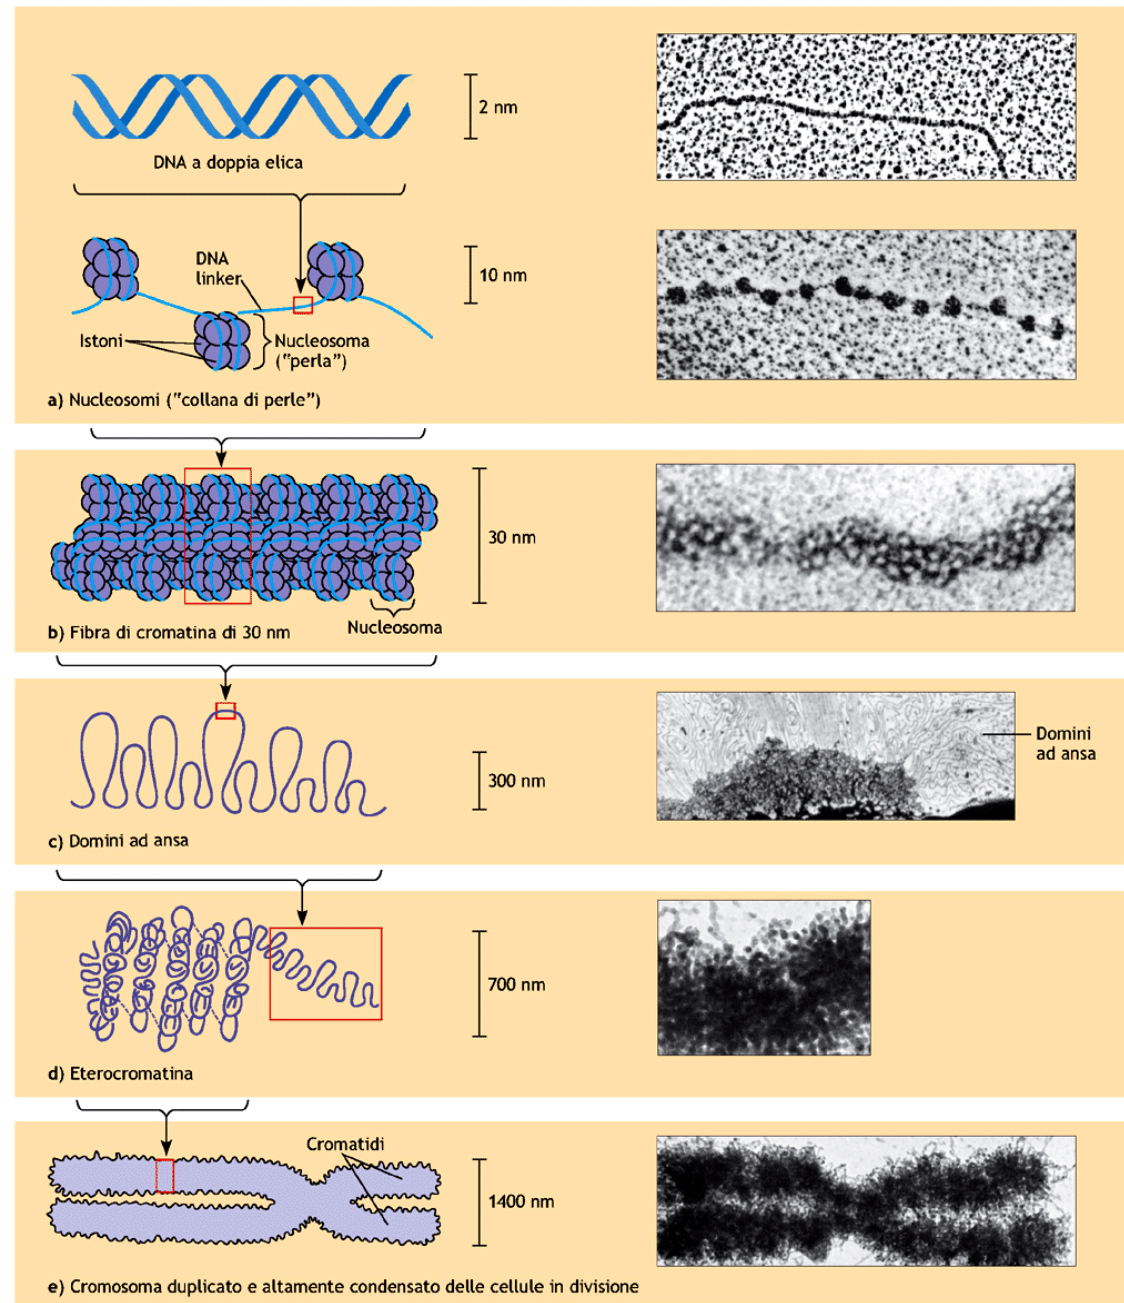 2 nm
DNA a doppia elica
DNA
linker
10 nm
Istoni
Nucleosoma
("perla")
a) Nucleosomi ("collana di perle")
30 nm
Nucleosoma
b) Fibra di cromatina di 30 nm
Domini
ad ansa
300 nm
c) Domini ad ansa
700 nm
d) Eterocromatina
Cromatidi
1400 nm
e) Cromosoma duplicato e altamente condensato delle cellule in divisione